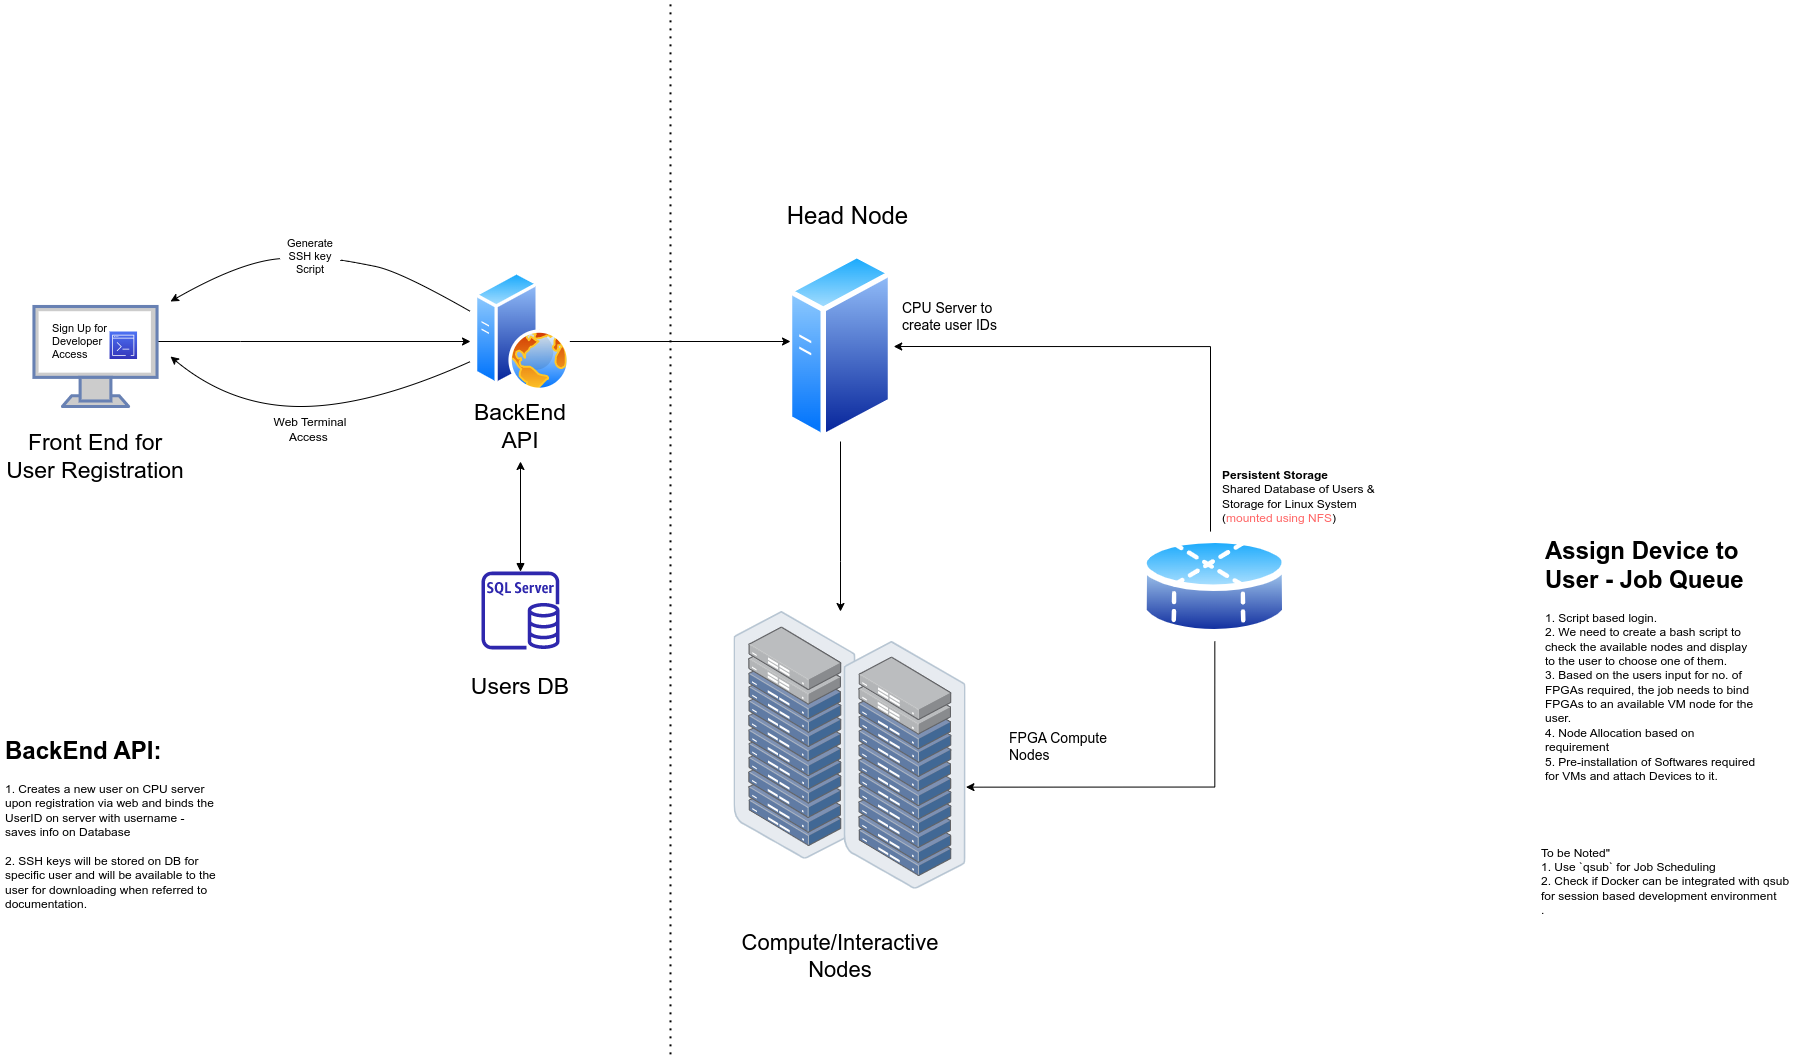 Head Node
Generate
SSH key
Script
Sign Up for
Developer
Access
CPU Server to
create user IDs
BackEnd
API
Web Terminal
Access
Front End for
User Registration
Persistent Storage
Shared Database of Users &
Storage for Linux System
(mounted using NFS)
SQL Server
Users DB
Assign Device to
User - Job Queue
1. Script based login.
2. We need to create a bash script to
check the available nodes and display
to the user to choose one of them.
3. Based on the users input for no. of
FPGAs required, the job needs to bind
FPGAs to an available VM node for the
user.
4. Node Allocation based on
requirement
5. Pre-installation of Softwares required
for VMs and attach Devices to it.
FPGA Compute
Nodes
BackEnd API:
1. Creates a new user on CPU server
upon registration via web and binds the
UserID on server with username -
saves info on Database
2. SSH keys will be stored on DB for
specific user and will be available to the
user for downloading when referred to
documentation.
To be Noted"
1. Use `qsub` for Job Scheduling
2. Check if Docker can be integrated with qsub
for session based development environment
.
Compute/Interactive
Nodes